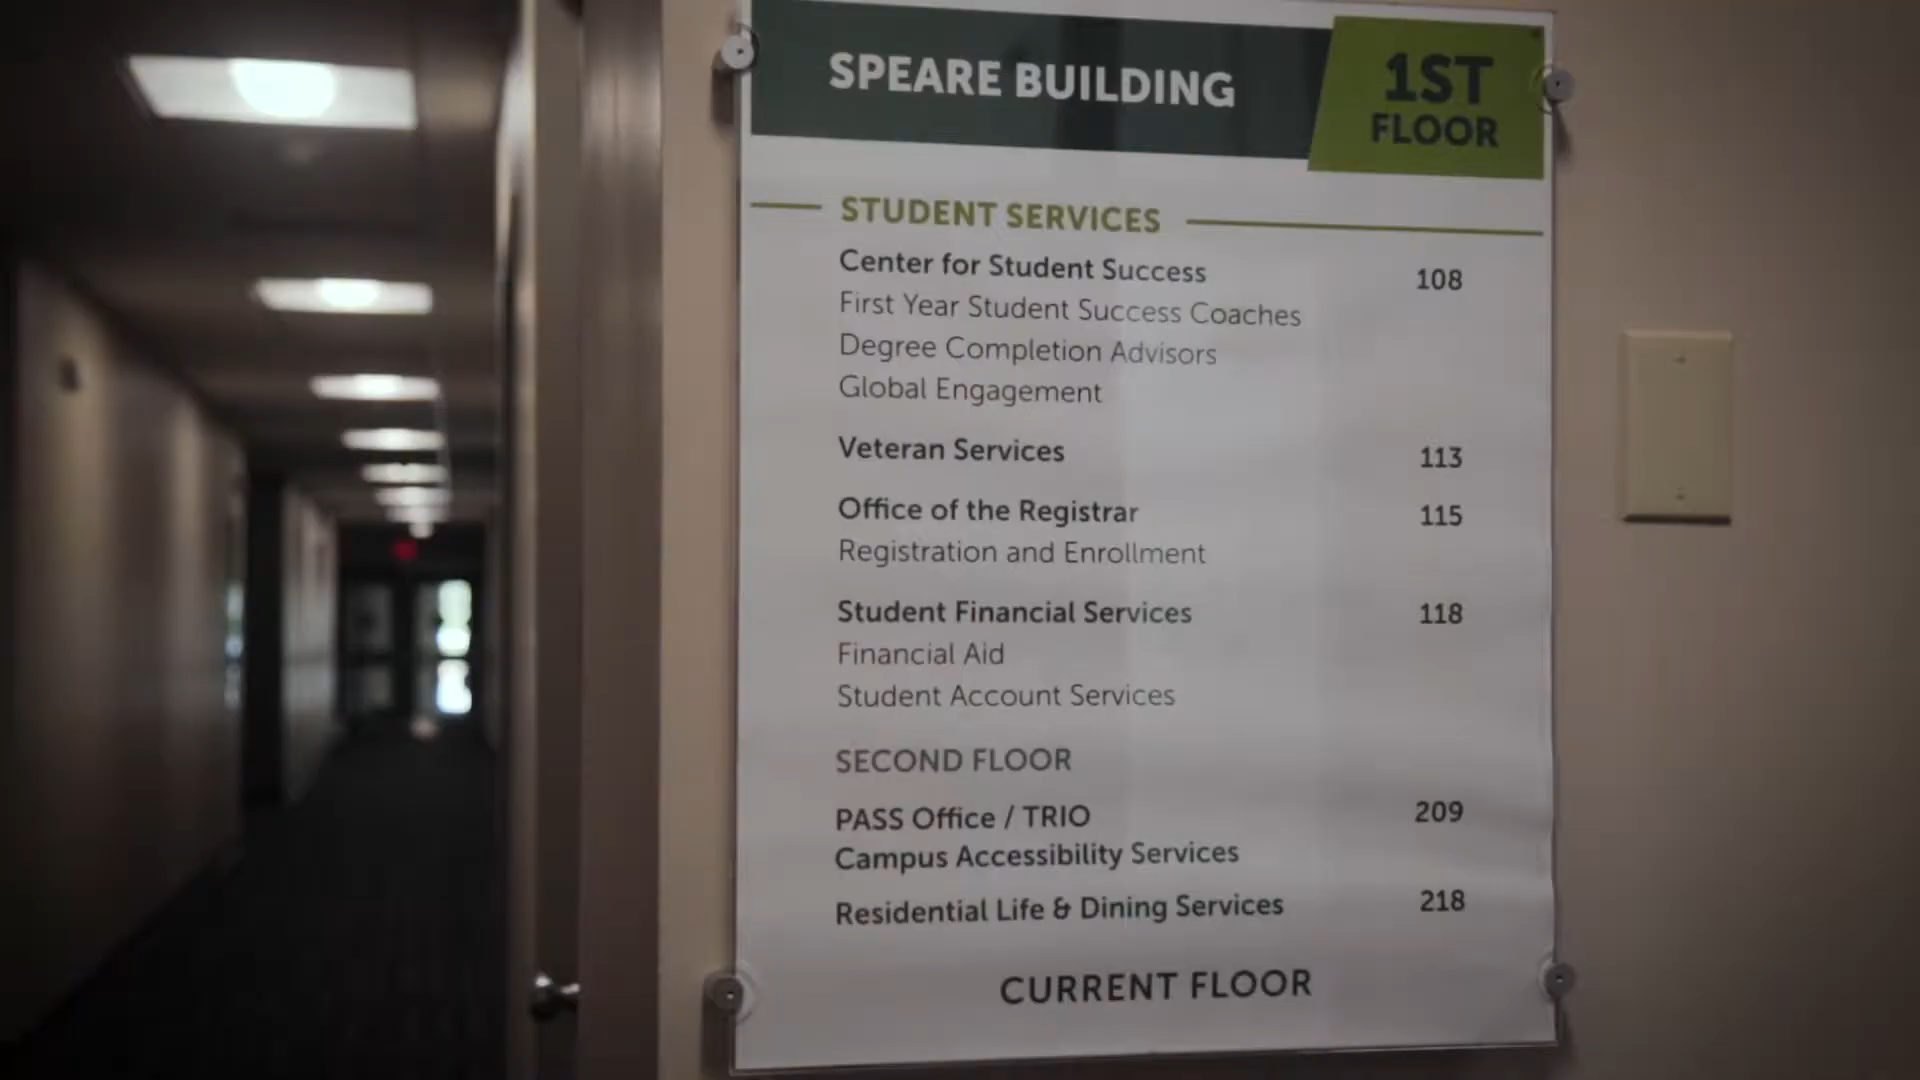 SPEARE BUILDING
1ST
FLOOR
STUDENT SERVICES
Center for Student Success 108
First Year Student Success Coaches
Degree Completion Advisors
Global Engagement
Veteran Services 113
Office of the Registrar 115
Registration and Enrollment
Student Financial Services 118
Financial Aid
Student Account Services
SECOND FLOOR
PASS Office / TRIO 209
Campus Accessibility Services
Residential Life & Dining Services 218
CURRENT FLOOR